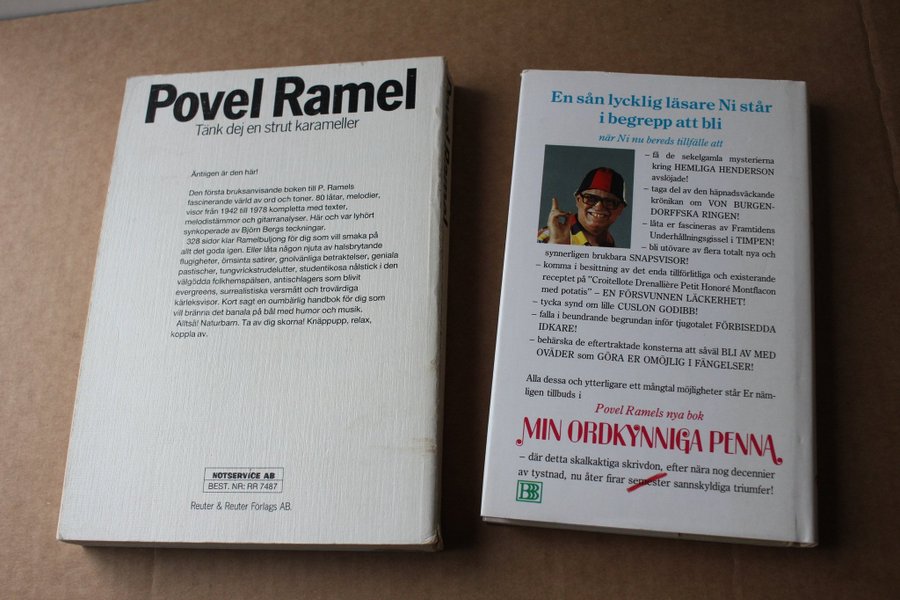 Povel Ramel
Tänk dej en strut karameller
Äntligen är den här!
Den första bruksanvisande boken till P. Ramels
fascinerande värld av ord och toner. 80 låtar, melodier,
visor från 1942 till 1978 kompletta med texter,
melodistämmor och gitarranalyser. Här och var lyhört
synkoperade av Björn Bergs teckningar.
328 sidor klar Ramelbuljong för dig som vill smaka på
allt det goda igen. Eller låta någon njuta av halsbrytande
flugigheter, ömsinta satirer, gnolvänliga betraktelser, geniala
pastischer, tungvrickstrudelutter, studentikosa nålstick i den
välgödda folkhemspälsen, antischlagers som blivit
evergreens, surrealistiska versmått och trovärdiga
kärleksvisor. Kort sagt en oumbärlig handbok för dig som
vill bränna det banala på bål med humor och musik.
Alltså! Naturbarn. Ta av dig skorna! Knäppupp, relax,
koppla av.
NOTSERVICE AB
BEST. NR: RR 7487
Reuter & Reuter Förlags AB.
En sån lycklig läsare Ni står
i begrepp att bli
när Ni nu bereds tillfälle att
– få de sekelgamla mysterierna
kring HEMLIGA HENDERSON
avslöjade!
– taga del av den häpnadsväckande
krönikan om VON BURGEN-
DORFFSKA RINGEN!
– låta er fascineras av Framtidens
Underhållningsgissel i TIMPEN!
– bli utövare av flera totalt nya och
synnerligen brukbara SNAPSVISOR!
– komma i besittning av det enda tillförlitliga och existerande
receptet på "Croitellote Drenallière Petit Honoré Montflacon
med potatis" – EN FÖRSVUNNEN LÄCKERHET!
– tycka synd om lille CUSLON GODIBB!
– falla i beundrande begrundan inför tjugotalet FÖRBISEDDA
IDKARE!
– behärska de eftertraktade konsterna att såväl BLI AV MED
OVÄDER som GÖRA ER OMÖJLIG I FÄNGELSER!
Alla dessa och ytterligare ett mångtal möjligheter står Er näm-
ligen tillbuds i
Povel Ramels nya bok
MIN ORDKYNNIGA PENNA
– där detta skalkaktiga skrivdon, efter nära nog decennier
av tystnad, nu åter firar semester sannskyldiga triumfer!
BBB